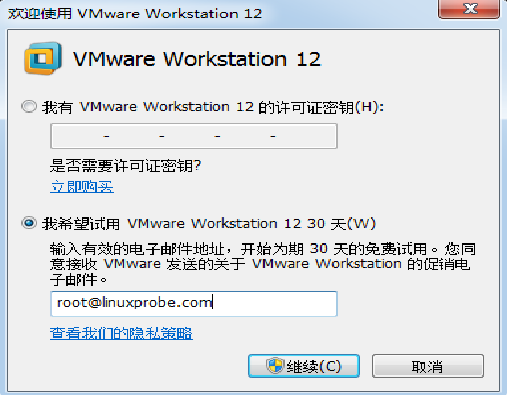 欢迎使用 VMware Workstation 12
VMware Workstation 12
我有 VMware Workstation 12 的许可证密钥(H):
- - - -
是否需要许可证密钥?
立即购买
我希望试用 VMware Workstation 12 30 天(W)
输入有效的电子邮件地址，开始为期 30 天的免费试用。您同
意接收 VMware 发送的关于 VMware Workstation 的促销电
子邮件。
root@linuxprobe.com
查看我们的隐私策略
继续(C) 取消